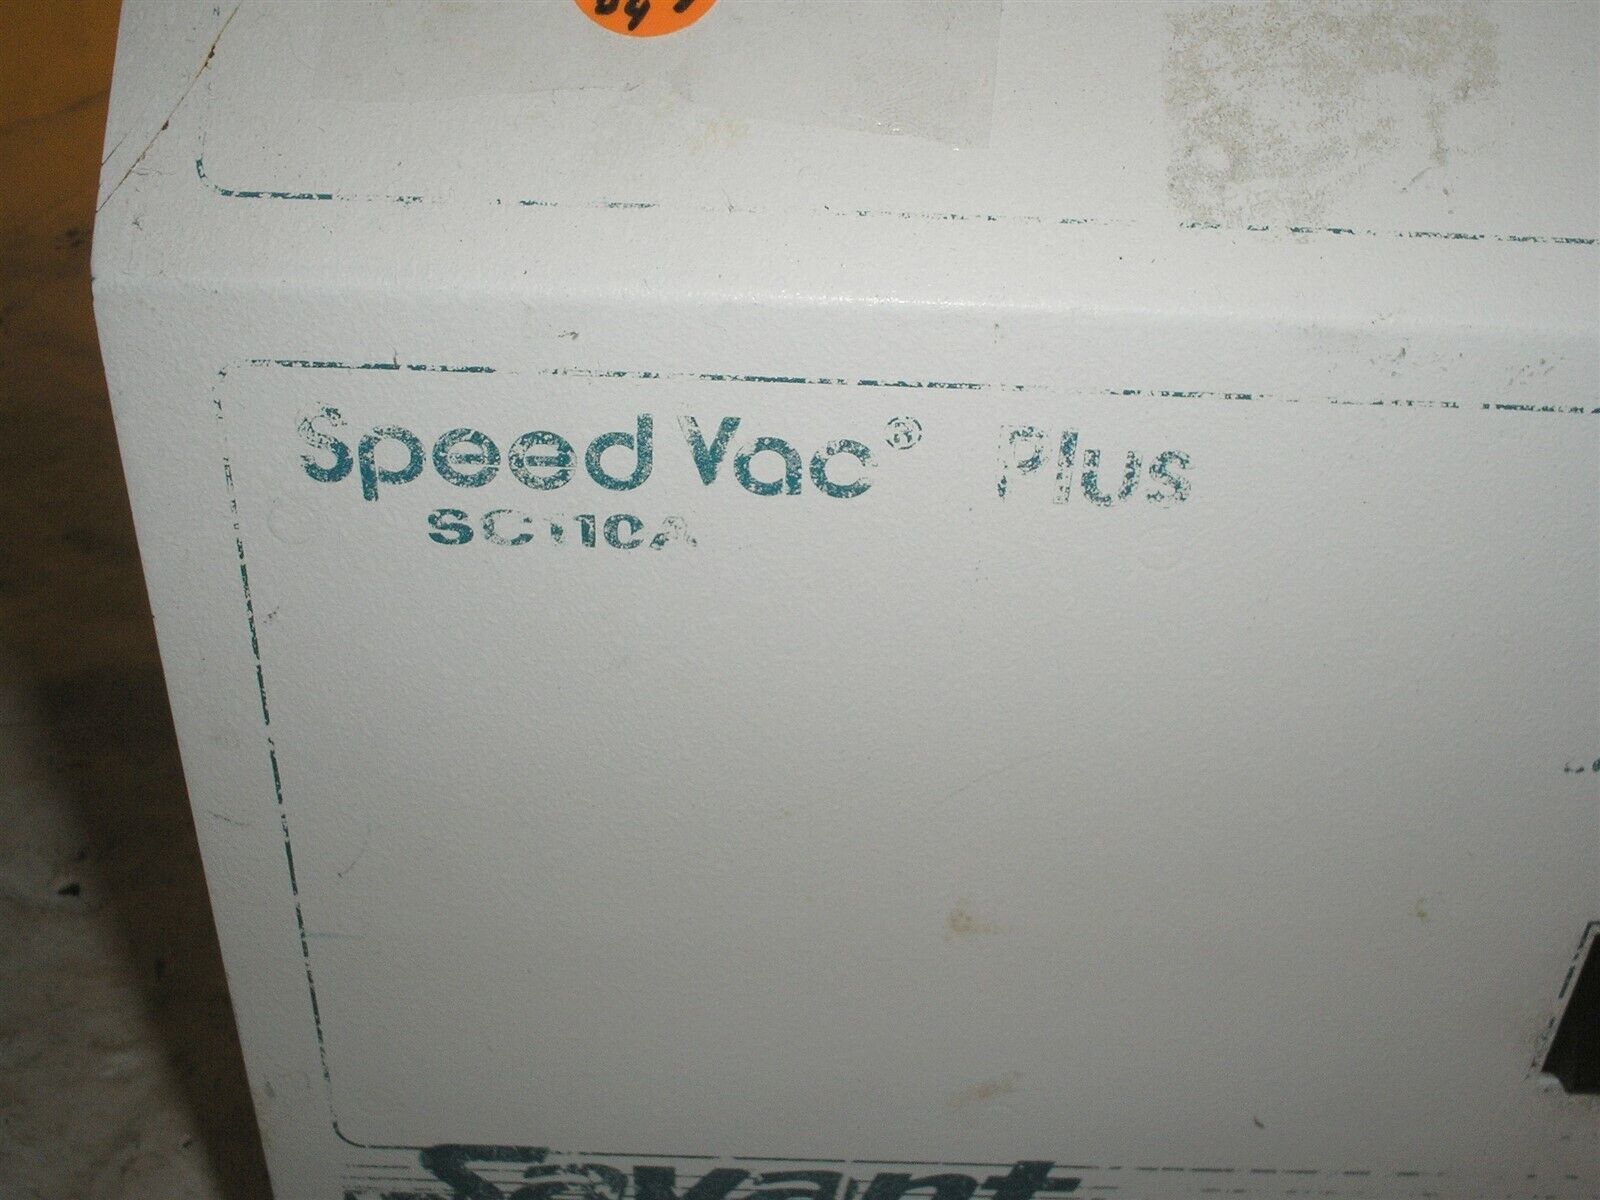 Speed Vac® Plus
SC110A
Savant